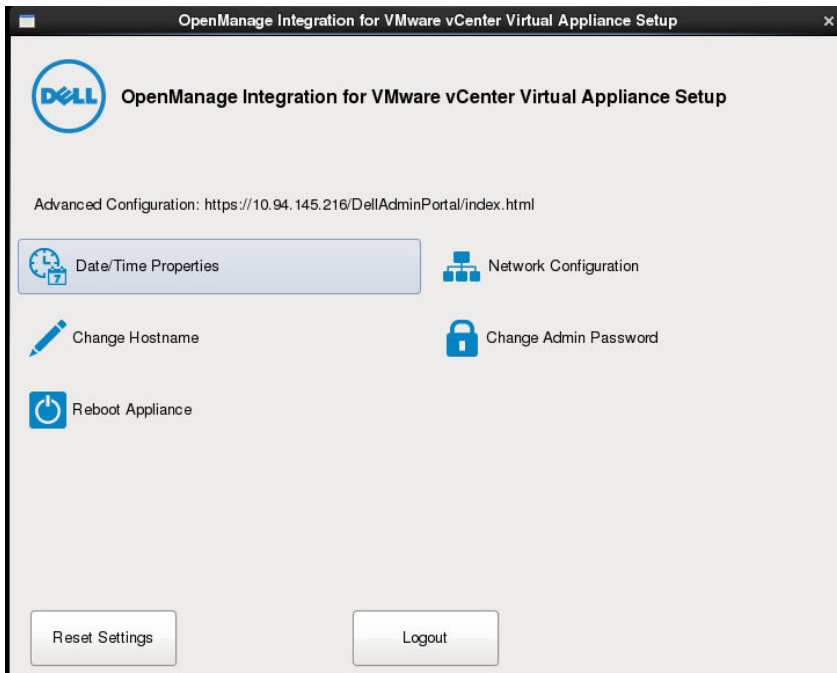 OpenManage Integration for VMware vCenter Virtual Appliance Setup
DELL
OpenManage Integration for VMware vCenter Virtual Appliance Setup
Advanced Configuration: https://10.94.145.216/DellAdminPortal/index.html
7
Date/Time Properties
Network Configuration
Change Hostname
Change Admin Password
Reboot Appliance
Reset Settings
Logout